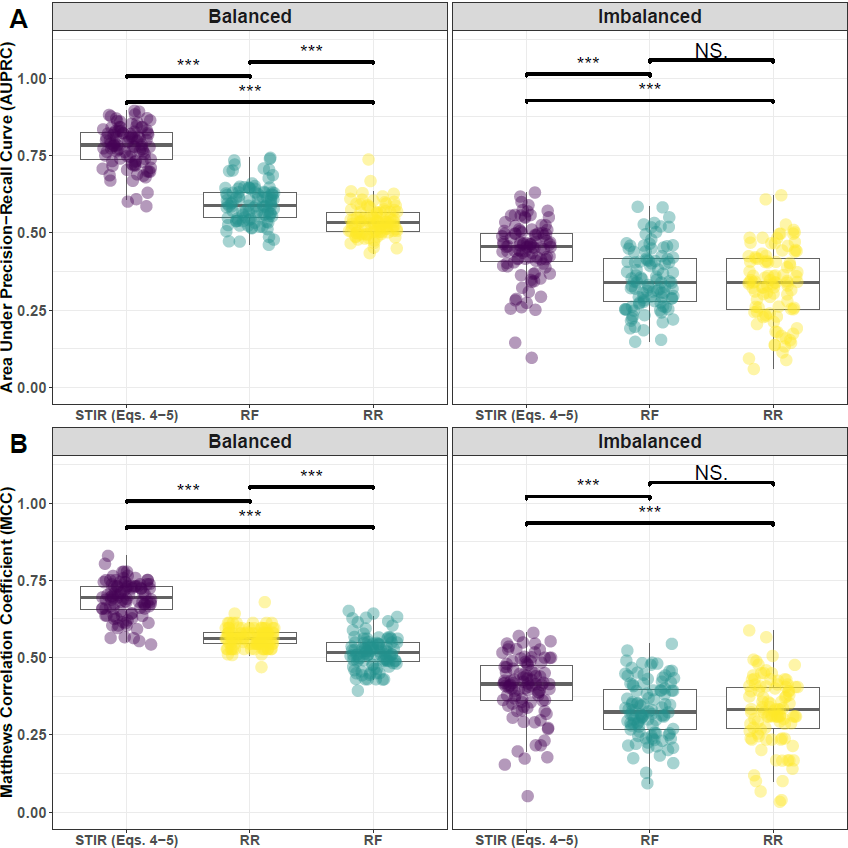 A
Balanced
Imbalanced
Area Under Precision−Recall Curve (AUPRC)
1.00
0.75
0.50
0.25
0.00
***
***
***
***
NS.
***
STIR (Eqs. 4−5)
RF
RR
STIR (Eqs. 4−5)
RF
RR
B
Balanced
Imbalanced
Matthews Correlation Coefficient (MCC)
1.00
0.75
0.50
0.25
0.00
***
***
***
***
NS.
***
STIR (Eqs. 4−5)
RR
RF
STIR (Eqs. 4−5)
RF
RR